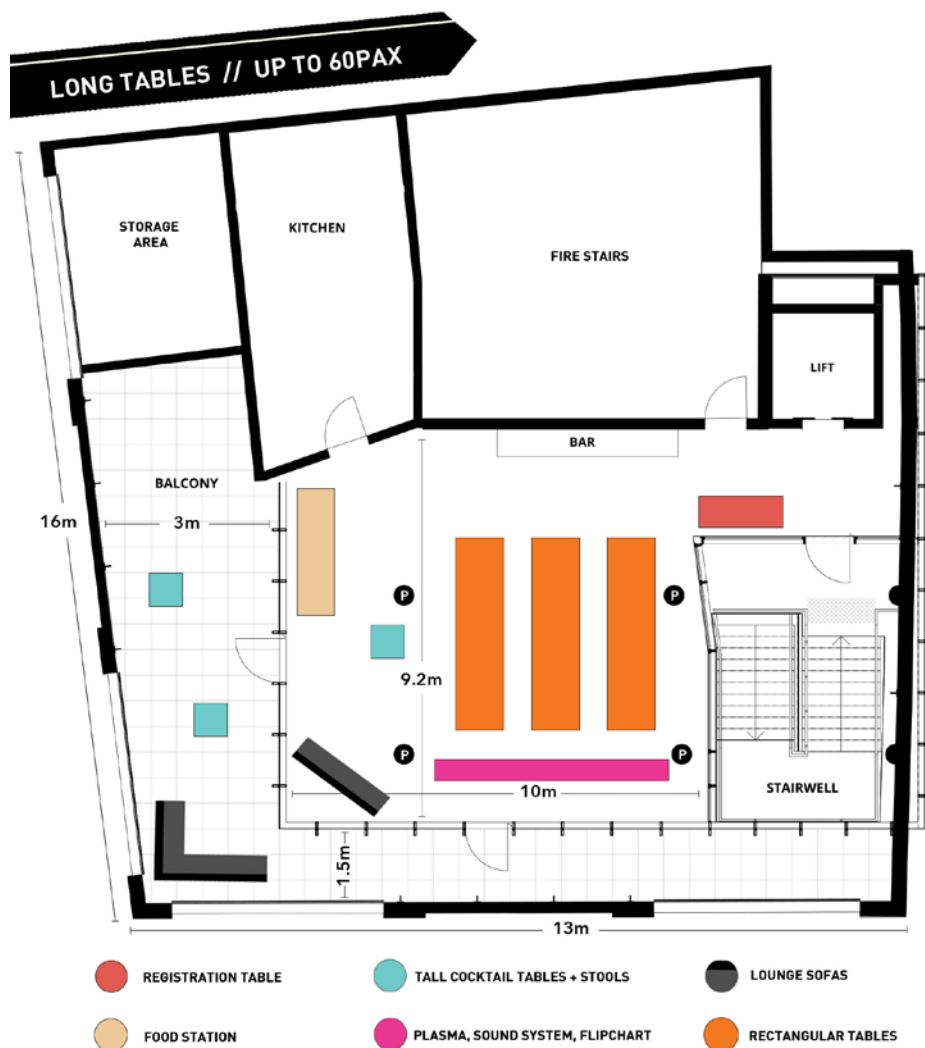 LONG TABLES // UP TO 60PAX
STORAGE
AREA
KITCHEN
FIRE STAIRS
LIFT
BAR
BALCONY
16m
3m
P
P
9.2m
P
P
10m
STAIRWELL
1.5m
13m
REGISTRATION TABLE
TALL COCKTAIL TABLES + STOOLS
LOUNGE SOFAS
FOOD STATION
PLASMA, SOUND SYSTEM, FLIPCHART
RECTANGULAR TABLES